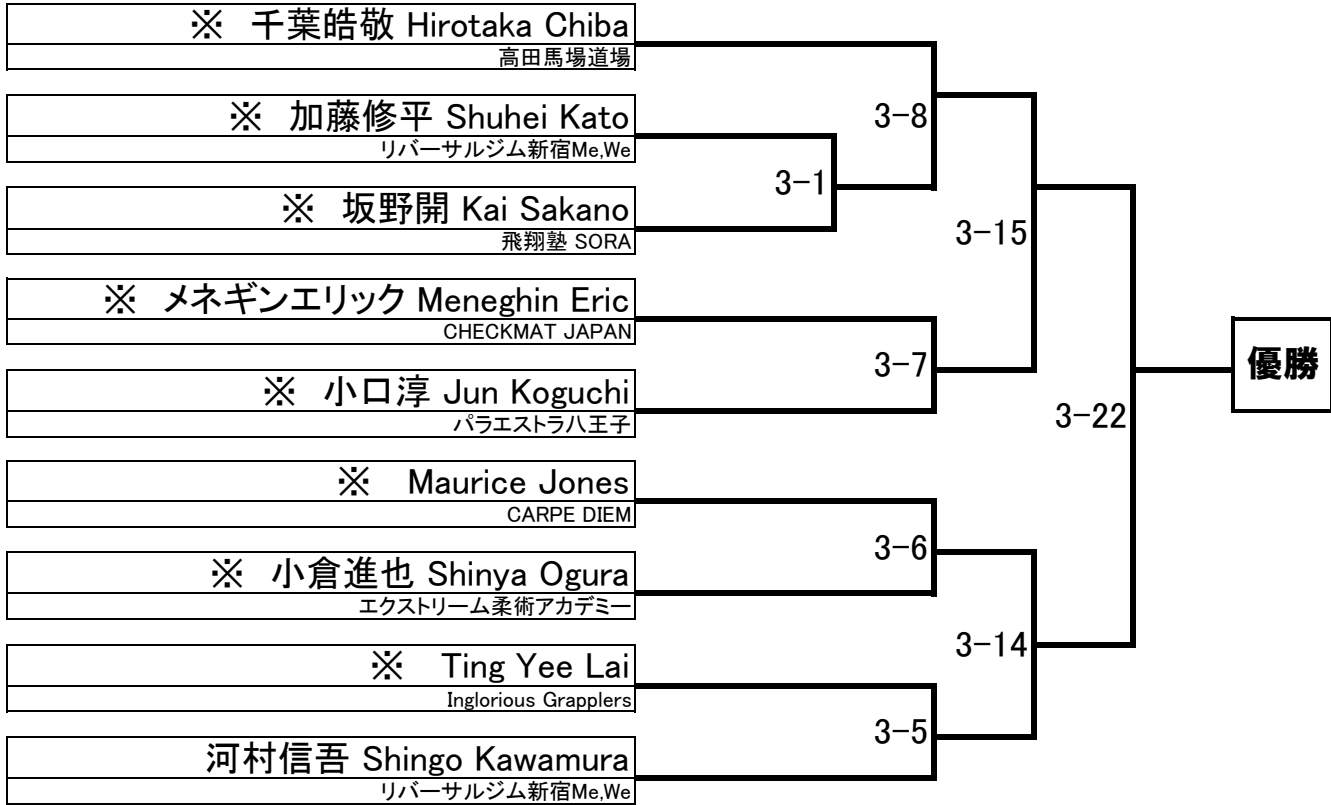 ※ 千葉皓敬 Hirotaka Chiba
高田馬場道場
※ 加藤修平 Shuhei Kato
リバーサルジム新宿Me,We
※ 坂野開 Kai Sakano
飛翔塾 SORA
※ メネギンエリック Meneghin Eric
CHECKMAT JAPAN
※ 小口淳 Jun Koguchi
パラエストラ八王子
※ Maurice Jones
CARPE DIEM
※ 小倉進也 Shinya Ogura
エクストリーム柔術アカデミー
※ Ting Yee Lai
Inglorious Grapplers
河村信吾 Shingo Kawamura
リバーサルジム新宿Me,We
3-1
3-8
3-7
3-6
3-5
3-15
3-14
3-22
優勝